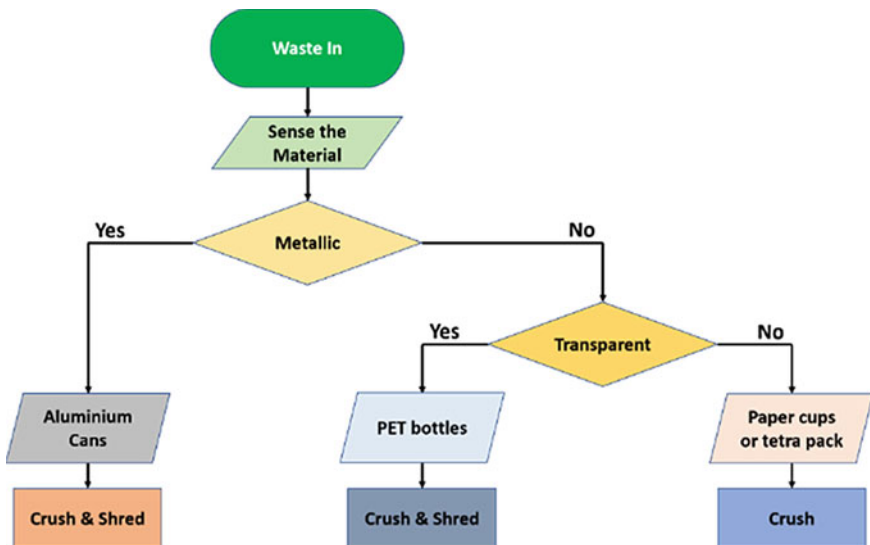 Waste In
Sense the
Material
Yes
Metallic
No
Yes
Transparent
No
Aluminium
Cans
PET bottles
Paper cups
or tetra pack
Crush & Shred
Crush & Shred
Crush